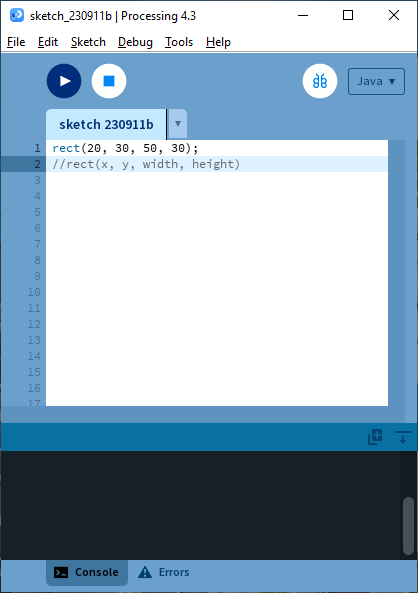 sketch_230911b | Processing 4.3
File Edit Sketch Debug Tools Help
Java ▾
sketch 230911b ▾
1 rect(20, 30, 50, 30);
2 //rect(x, y, width, height)
3
4
5
6
7
8
9
10
11
12
13
14
15
16
17
Console Errors